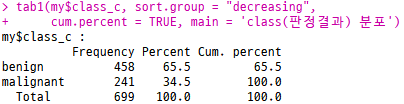 > tab1(my$class_c, sort.group = "decreasing",
+      cum.percent = TRUE, main = 'class(판정결과) 분포')
my$class_c :
          Frequency Percent Cum. percent
benign          458    65.5         65.5
malignant       241    34.5        100.0
  Total         699   100.0        100.0